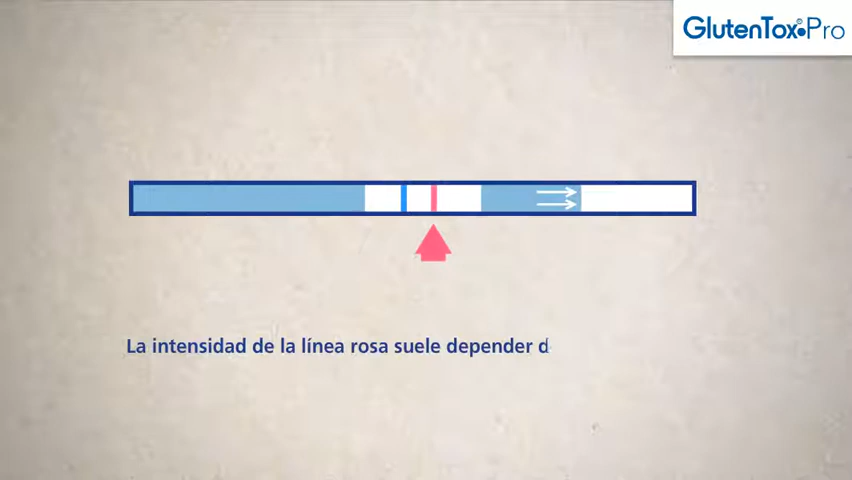 GlutenTox Pro
La intensidad de la línea rosa suele depender d